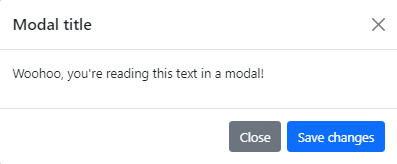 Modal title
Woohoo, you're reading this text in a modal!
Close
Save changes